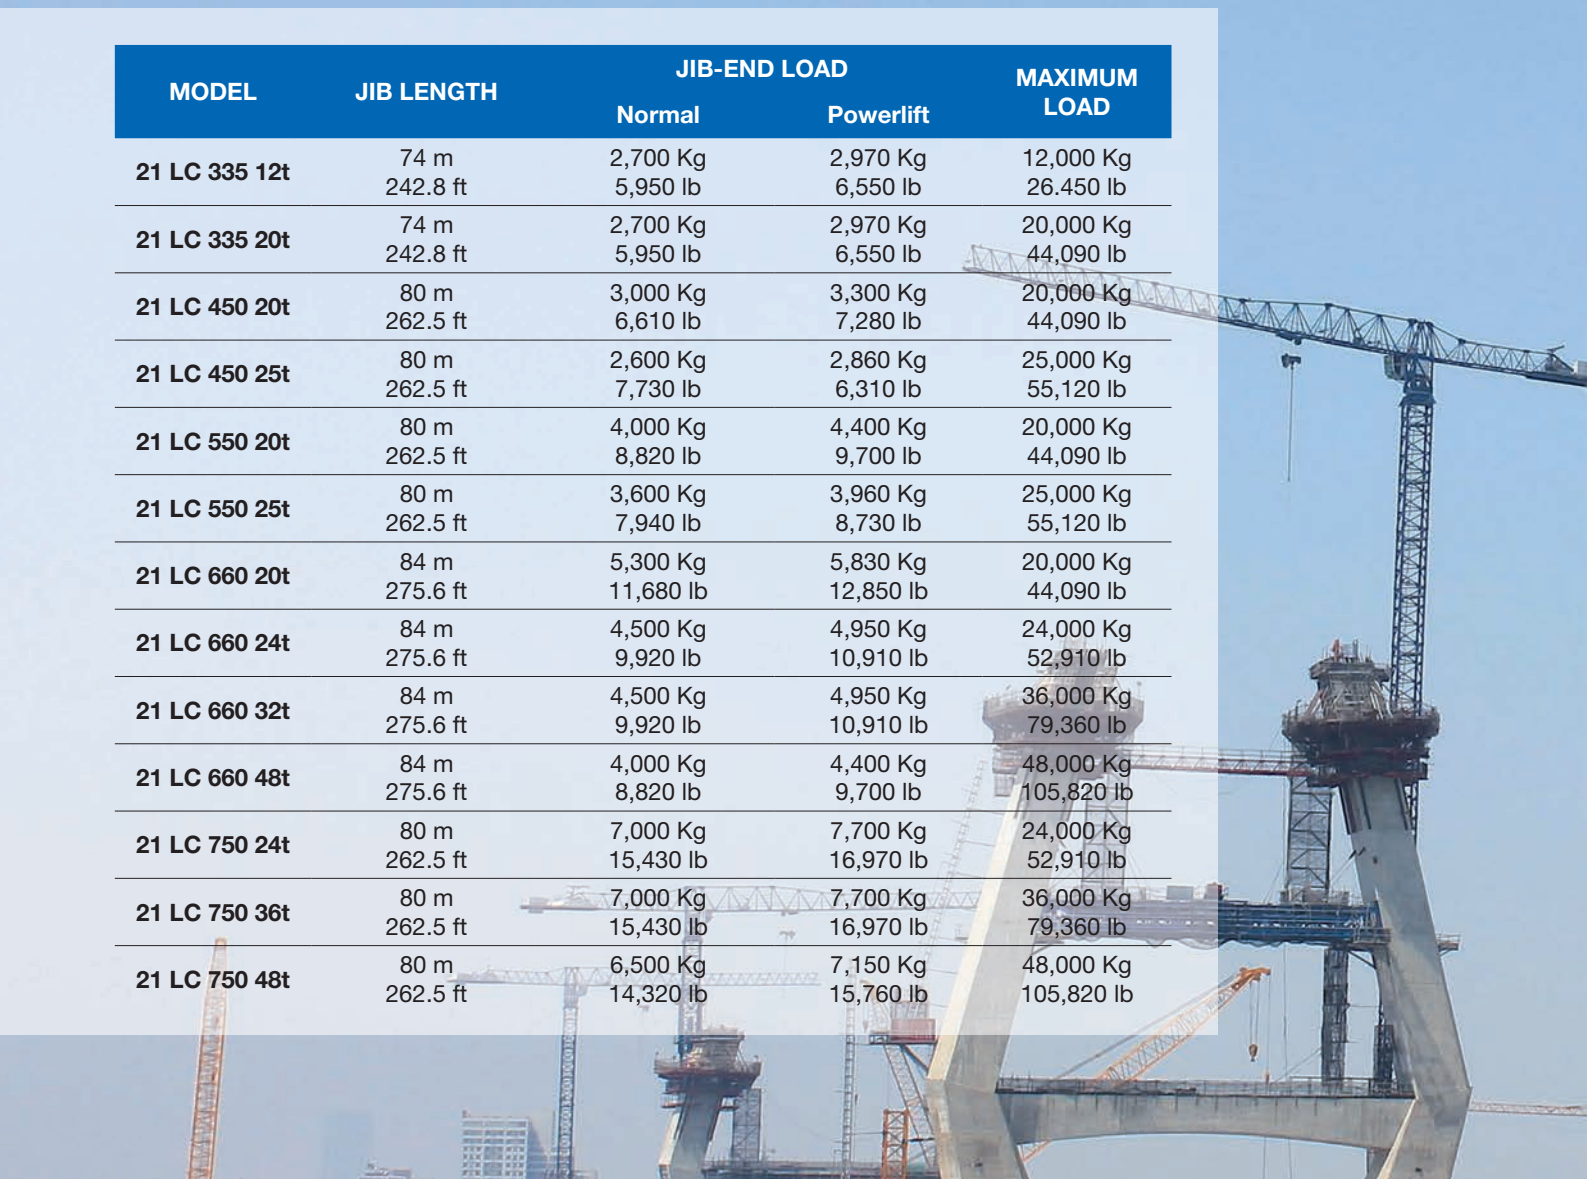 MODEL JIB LENGTH JIB-END LOAD MAXIMUM LOAD
Normal Powerlift
21 LC 335 12t 74 m 2,700 Kg 2,970 Kg 12,000 Kg
242.8 ft 5,950 lb 6,550 lb 26.450 lb
21 LC 335 20t 74 m 2,700 Kg 2,970 Kg 20,000 Kg
242.8 ft 5,950 lb 6,550 lb 44,090 lb
21 LC 450 20t 80 m 3,000 Kg 3,300 Kg 20,000 Kg
262.5 ft 6,610 lb 7,280 lb 44,090 lb
21 LC 450 25t 80 m 2,600 Kg 2,860 Kg 25,000 Kg
262.5 ft 7,730 lb 6,310 lb 55,120 lb
21 LC 550 20t 80 m 4,000 Kg 4,400 Kg 20,000 Kg
262.5 ft 8,820 lb 9,700 lb 44,090 lb
21 LC 550 25t 80 m 3,600 Kg 3,960 Kg 25,000 Kg
262.5 ft 7,940 lb 8,730 lb 55,120 lb
21 LC 660 20t 84 m 5,300 Kg 5,830 Kg 20,000 Kg
275.6 ft 11,680 lb 12,850 lb 44,090 lb
21 LC 660 24t 84 m 4,500 Kg 4,950 Kg 24,000 Kg
275.6 ft 9,920 lb 10,910 lb 52,910 lb
21 LC 660 32t 84 m 4,500 Kg 4,950 Kg 36,000 Kg
275.6 ft 9,920 lb 10,910 lb 79,360 lb
21 LC 660 48t 84 m 4,000 Kg 4,400 Kg 48,000 Kg
275.6 ft 8,820 lb 9,700 lb 105,820 lb
21 LC 750 24t 80 m 7,000 Kg 7,700 Kg 24,000 Kg
262.5 ft 15,430 lb 16,970 lb 52,910 lb
21 LC 750 36t 80 m 7,000 Kg 7,700 Kg 36,000 Kg
262.5 ft 15,430 lb 16,970 lb 79,360 lb
21 LC 750 48t 80 m 6,500 Kg 7,150 Kg 48,000 Kg
262.5 ft 14,320 lb 15,760 lb 105,820 lb